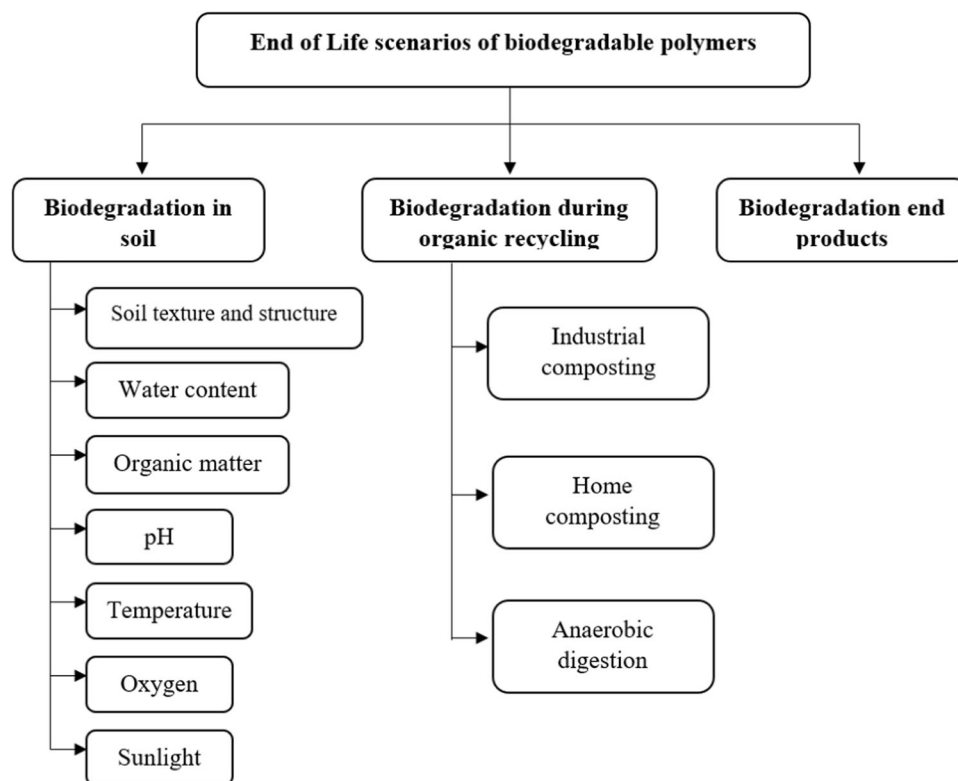 End of Life scenarios of biodegradable polymers
Biodegradation in
soil
Biodegradation during
organic recycling
Biodegradation end
products
Soil texture and structure
Water content
Organic matter
pH
Temperature
Oxygen
Sunlight
Industrial
composting
Home
composting
Anaerobic
digestion